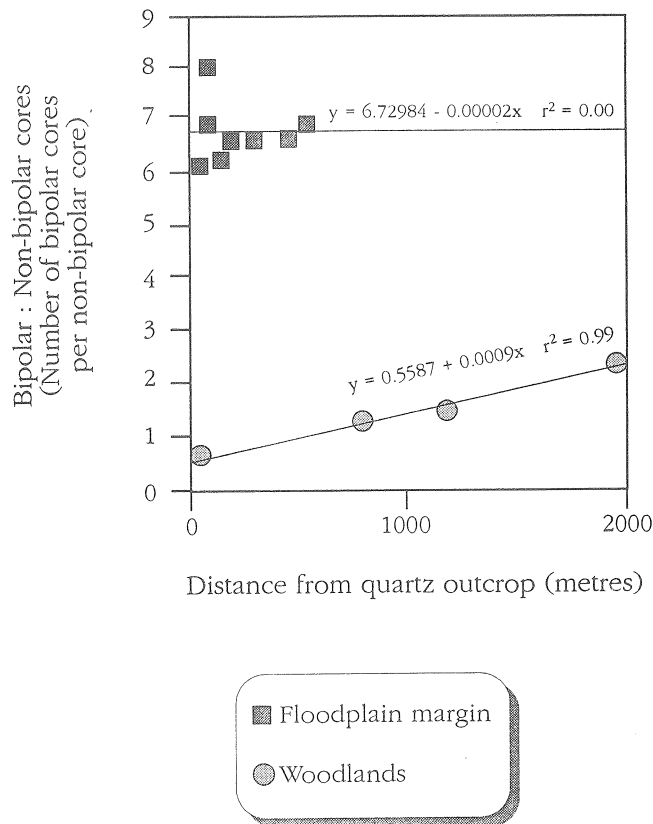 Bipolar : Non-bipolar cores
(Number of bipolar cores
per non-bipolar core)
9
8
7
6
5
4
3
2
1
0
y = 6.72984 - 0.00002x r² = 0.00
y = 0.5587 + 0.0009x r² = 0.99
0 1000 2000
Distance from quartz outcrop (metres)
Floodplain margin
Woodlands